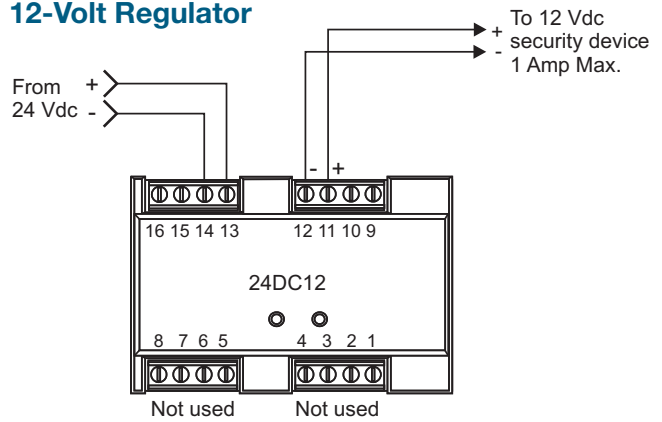 12-Volt Regulator
To 12 Vdc
+ security device
- 1 Amp Max.
From +
24 Vdc -
- +
16 15 14 13 12 11 10 9
24DC12
8 7 6 5 4 3 2 1
Not used Not used